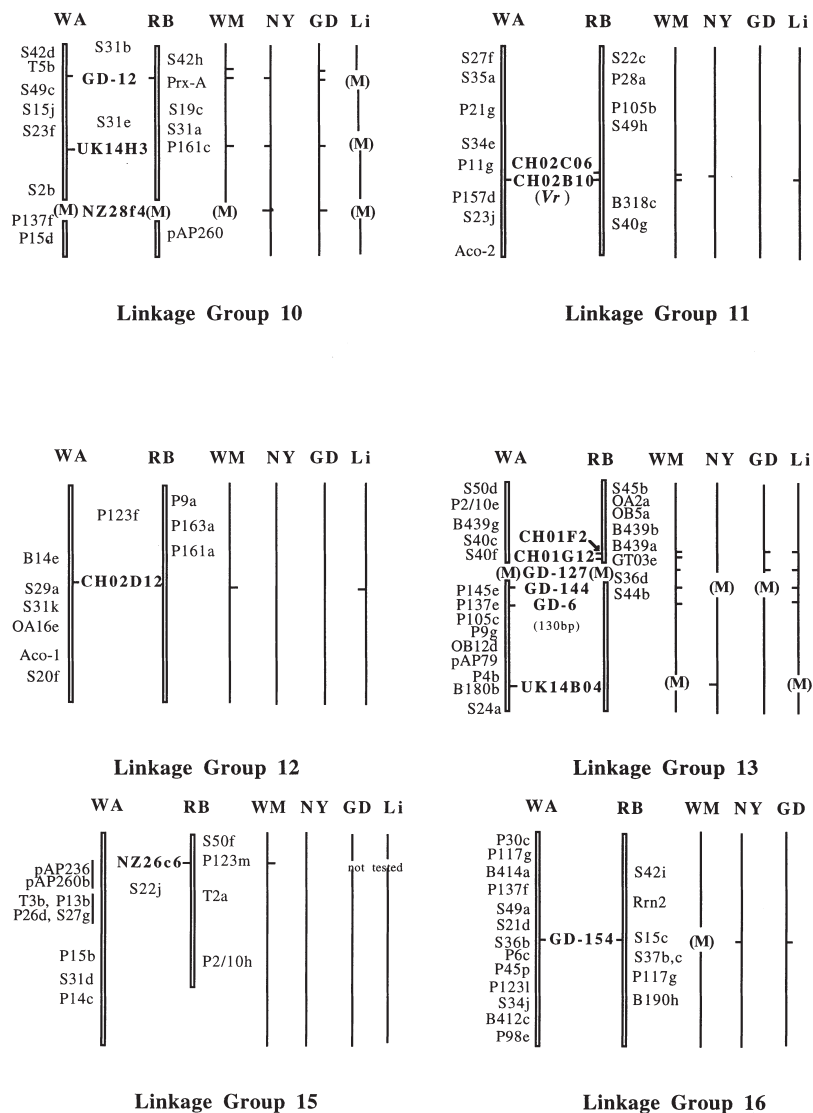 WA RB WM NY GD Li
S42d S31b S42h
T5b
GD-12 Prx-A (M)
S49c
S15j S19c
S23f S31e S31a
UK14H3 P161c (M)
S2b
(M) NZ28f4 (M) (M) (M)
P137f
P15d pAP260
Linkage Group 10
WA RB WM NY GD Li
S27f S22c
S35a P28a
P21g P105b
S49h
S34e
P11g CH02C06
CH02B10
P157d (Vr) B318c
S23j S40g
Aco-2
Linkage Group 11
WA RB WM NY GD Li
P9a
P123f P163a
P161a
B14e
S29a CH02D12
S31k
OA16e
Aco-1
S20f
Linkage Group 12
WA RB WM NY GD Li
S50d S45b
P2/10e OA2a
OB5a
B439g B439b
S40c CH01F2 B439a
S40f CH01G12 GT03e
(M) GD-127 (M) S36d
P145e GD-144 S44b (M) (M)
P137e GD-6
P105c (130bp)
P9g
OB12d
pAP79
P4b
B180b UK14B04 (M) (M)
S24a
Linkage Group 13
WA RB WM NY GD Li
S50f
pAP236 NZ26c6 P123m not tested
pAP260b S22j
T3b, P13b T2a
P26d, S27g
P15b P2/10h
S31d
P14c
Linkage Group 15
WA RB WM NY GD
P30c
P117g
B414a S42i
P137f
S49a Rrn2
S21d
S36b GD-154 S15c (M)
P6c S37b,c
P45p P117g
P123l
S34j B190h
B412c
P98e
Linkage Group 16